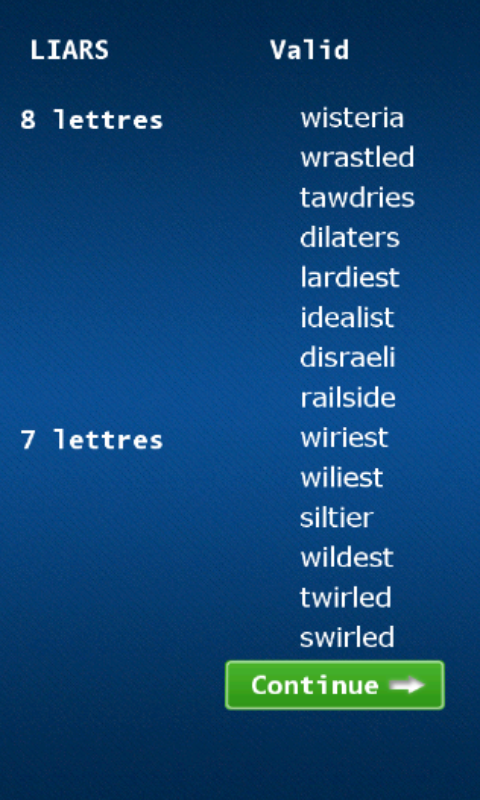 LIARS Valid
8 lettres wisteria
wrastled
tawdries
dilaters
lardiest
idealist
disraeli
railside
7 lettres wiriest
wiliest
siltier
wildest
twirled
swirled
Continue